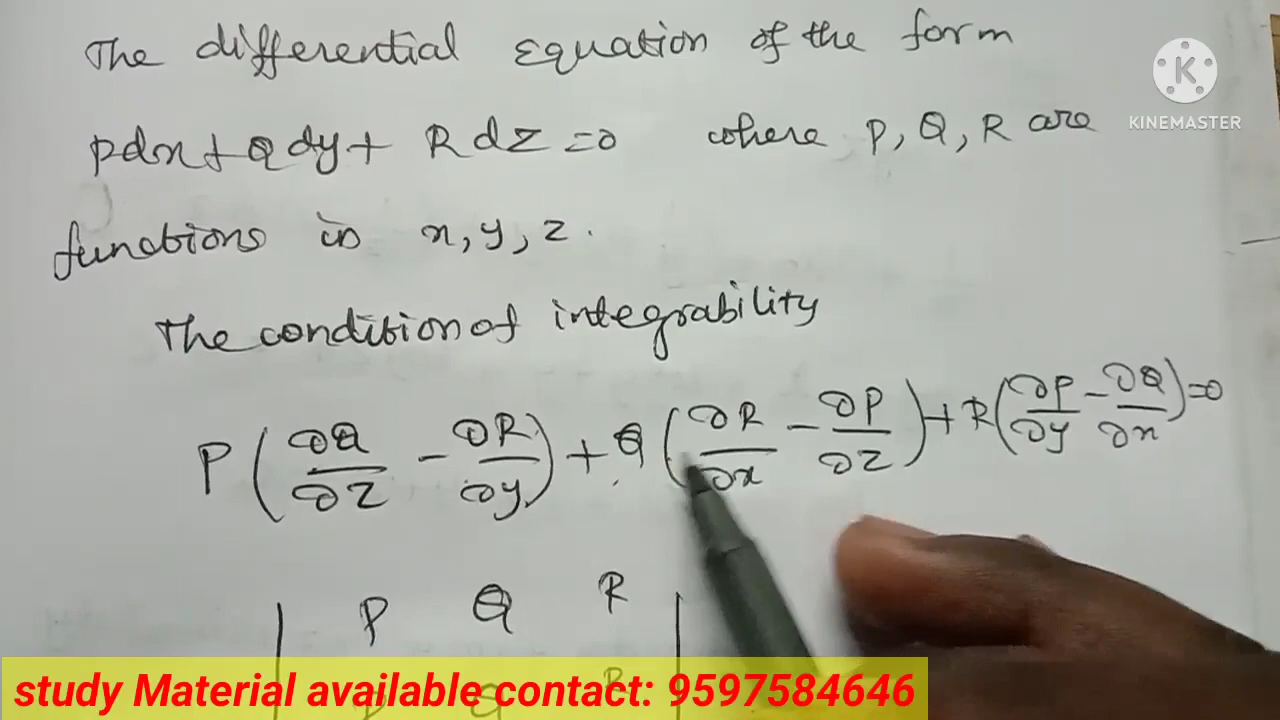 The differential Equation of the form
Pdx + Qdy + Rdz = 0 where P, Q, R are
functions in x, y, z.
The condition of integrability
P(∂Q/∂z - ∂R/∂y) + Q(∂R/∂x - ∂P/∂z) + R(∂P/∂y - ∂Q/∂x) = 0
P Q R
KINEMASTER
study Material available contact: 9597584646